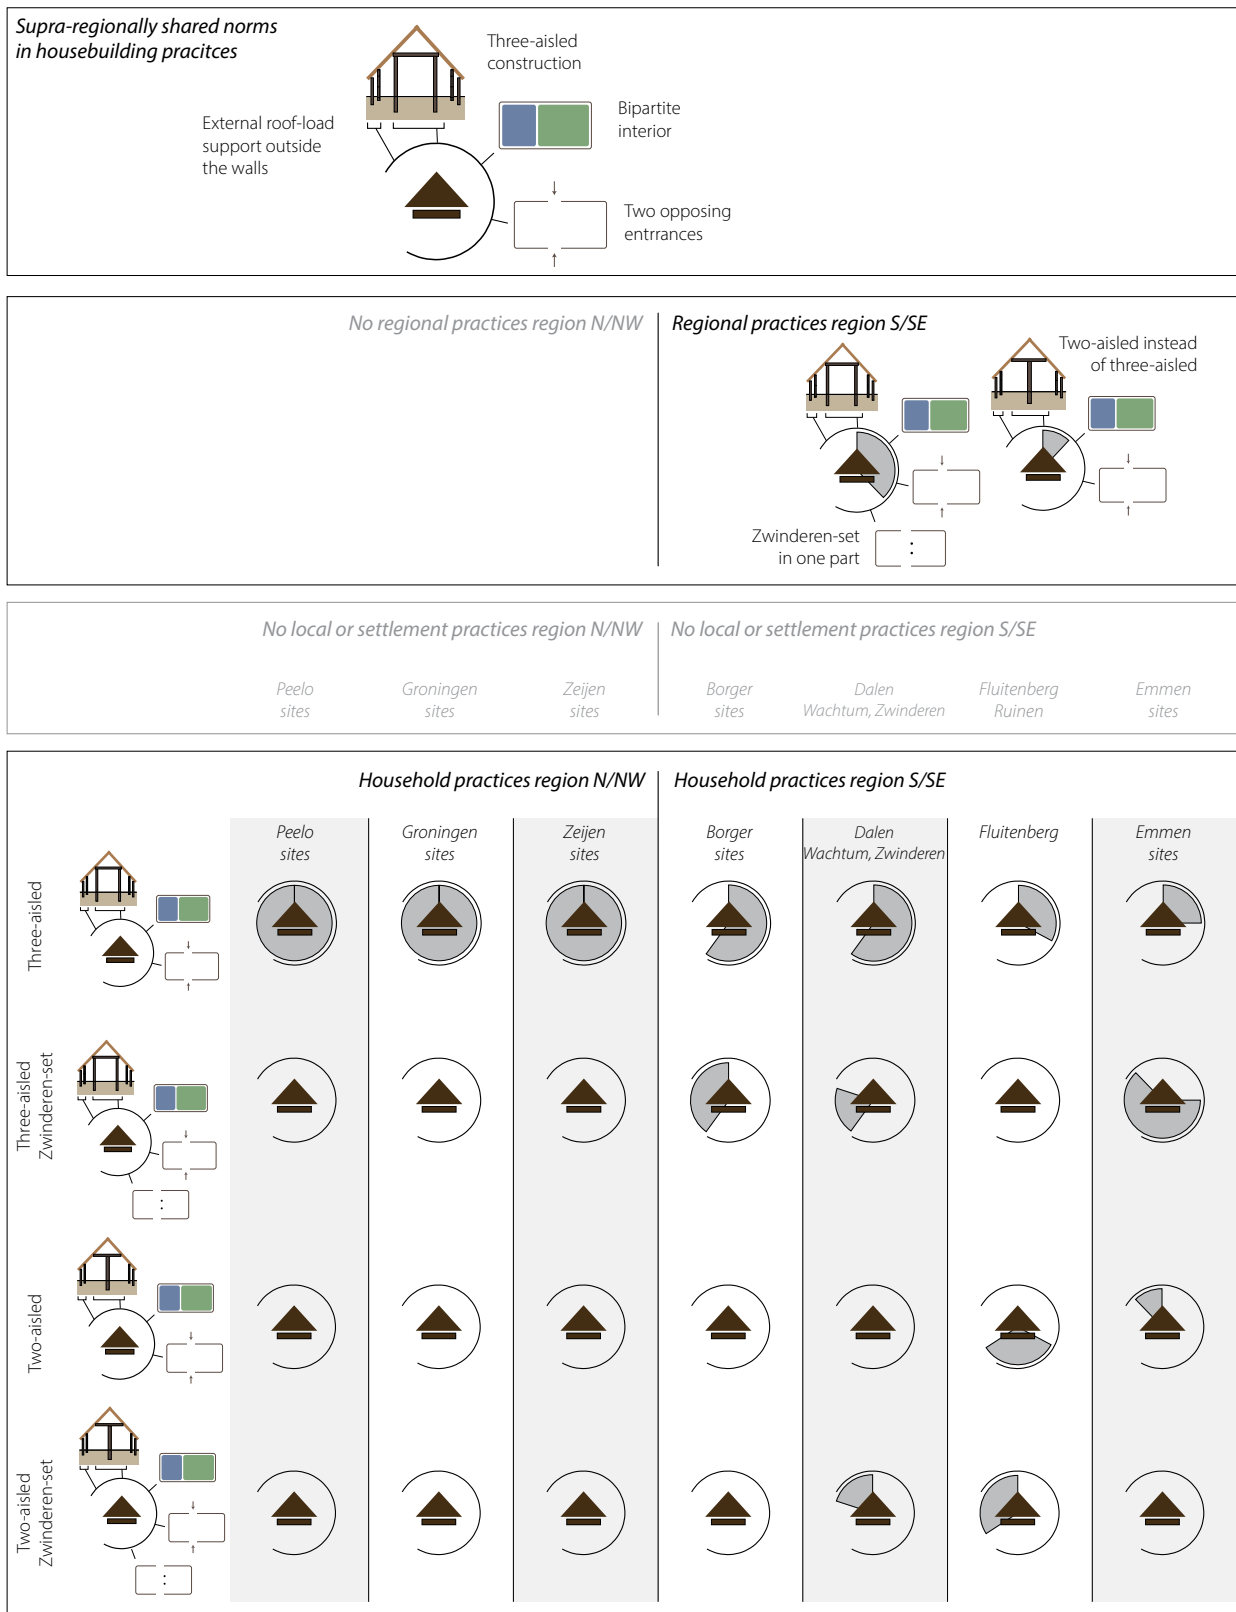 Supra-regionally shared norms
in housebuilding pracitces
Three-aisled
construction
External roof-load
support outside
the walls
Bipartite
interior
Two opposing
entrrances
No regional practices region N/NW
Regional practices region S/SE
Two-aisled instead
of three-aisled
Zwinderen-set
in one part
No local or settlement practices region N/NW
No local or settlement practices region S/SE
Peelo
sites
Groningen
sites
Zeijen
sites
Borger
sites
Dalen
Wachtum, Zwinderen
Fluitenberg
Ruinen
Emmen
sites
Household practices region N/NW
Household practices region S/SE
Peelo
sites
Groningen
sites
Zeijen
sites
Borger
sites
Dalen
Wachtum, Zwinderen
Fluitenberg
Emmen
sites
Three-aisled
Three-aisled
Zwinderen-set
Two-aisled
Two-aisled
Zwinderen-set